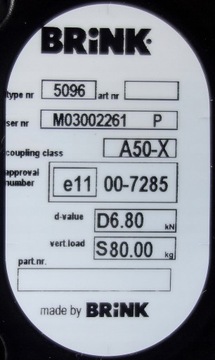 BRINK
type nr 5096 art nr
ser nr M03002261 P
coupling class A50-X
approval number e11 00-7285
d-value D6.80 kN
vert.load S80.00 kg
part.nr.
made by BRINK